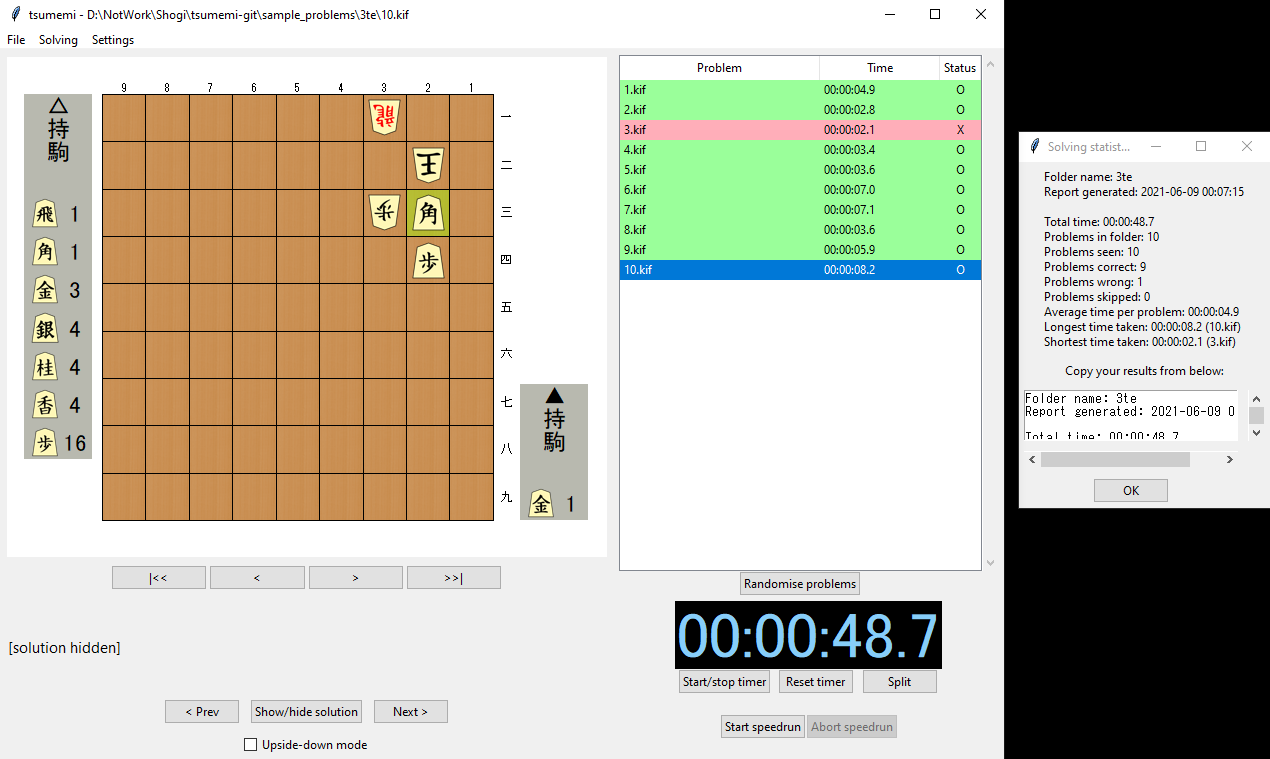 tsumemi - D:\NotWork\Shogi\tsumemi-git\sample_problems\3te\10.kif
File Solving Settings
9 8 7 6 5 4 3 2 1
△持駒
飛 1
角 1
金 3
銀 4
桂 4
香 4
歩 16
龍 一
王 二
歩 角 三
歩 四
五
六
七
八
九
▲持駒
金 1
|<< < > >>|
[solution hidden]
< Prev Show/hide solution Next >
Upside-down mode
Problem Time Status
1.kif 00:00:04.9 O
2.kif 00:00:02.8 O
3.kif 00:00:02.1 X
4.kif 00:00:03.4 O
5.kif 00:00:03.6 O
6.kif 00:00:07.0 O
7.kif 00:00:07.1 O
8.kif 00:00:03.6 O
9.kif 00:00:05.9 O
10.kif 00:00:08.2 O
Randomise problems
00:00:48.7
Start/stop timer Reset timer Split
Start speedrun Abort speedrun
Solving statist...
Folder name: 3te
Report generated: 2021-06-09 00:07:15
Total time: 00:00:48.7
Problems in folder: 10
Problems seen: 10
Problems correct: 9
Problems wrong: 1
Problems skipped: 0
Average time per problem: 00:00:04.9
Longest time taken: 00:00:08.2 (10.kif)
Shortest time taken: 00:00:02.1 (3.kif)
Copy your results from below:
Folder name: 3te
Report generated: 2021-06-09 0
Total time: 00:00:48.7
OK